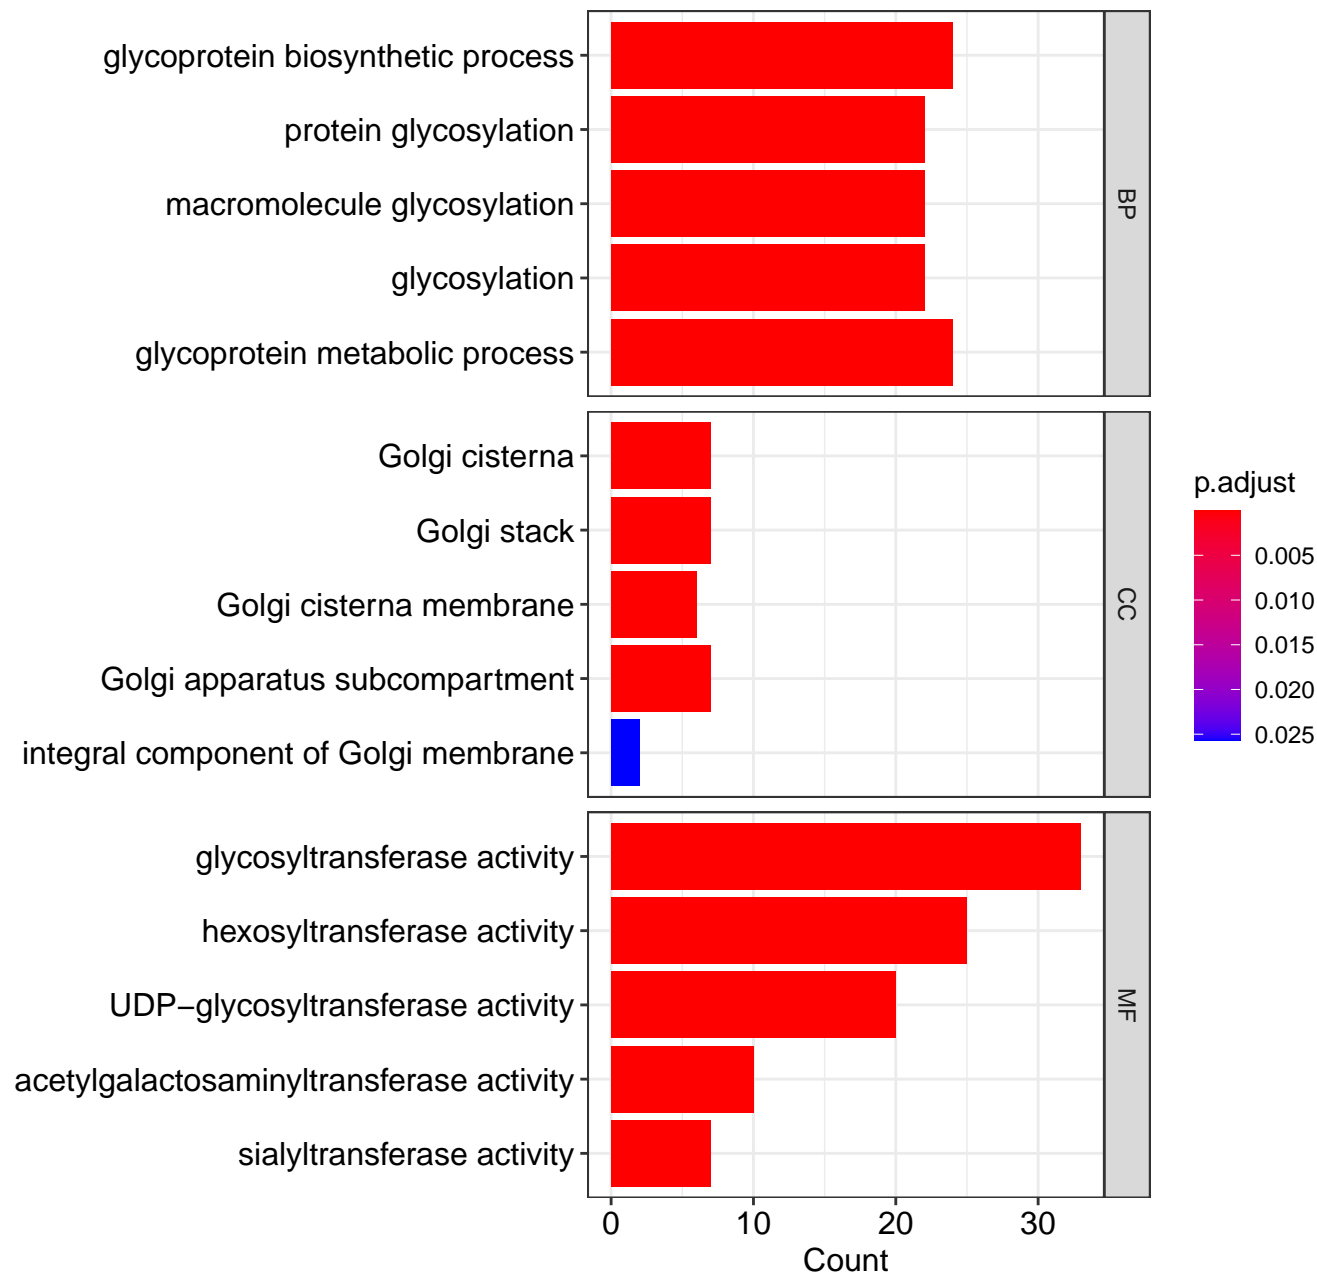 glycoprotein biosynthetic process
protein glycosylation
macromolecule glycosylation
glycosylation
glycoprotein metabolic process
BP
Golgi cisterna
Golgi stack
Golgi cisterna membrane
Golgi apparatus subcompartment
integral component of Golgi membrane
CC
glycosyltransferase activity
hexosyltransferase activity
UDP−glycosyltransferase activity
acetylgalactosaminyltransferase activity
sialyltransferase activity
MF
0 10 20 30
Count
p.adjust
0.005
0.010
0.015
0.020
0.025